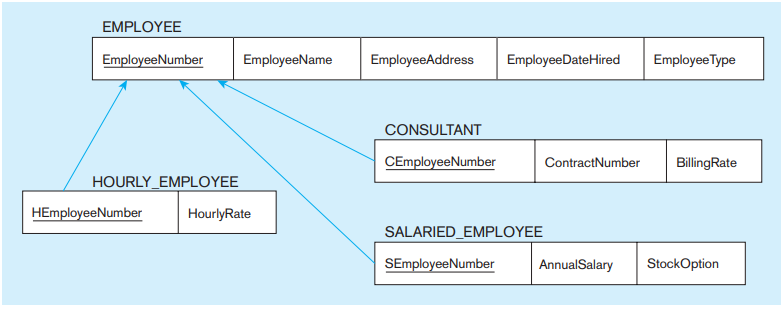 EMPLOYEE
EmployeeNumber EmployeeName EmployeeAddress EmployeeDateHired EmployeeType
CONSULTANT
CEmployeeNumber ContractNumber BillingRate
HOURLY_EMPLOYEE
HEmployeeNumber HourlyRate
SALARIED_EMPLOYEE
SEmployeeNumber AnnualSalary StockOption